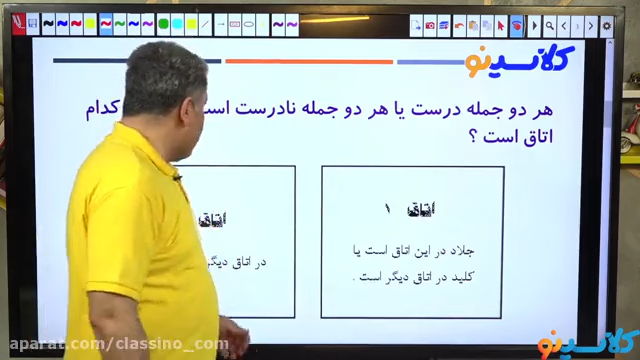 کلاسینو
هر دو جمله درست یا هر دو جمله نادرست کدام
اتاق است ؟
اتاق ۱
جلاد در این اتاق است یا
کلید در اتاق دیگر است .
اتاق
در اتاق دیگر
aparat.com/classino_com
کلاسینو